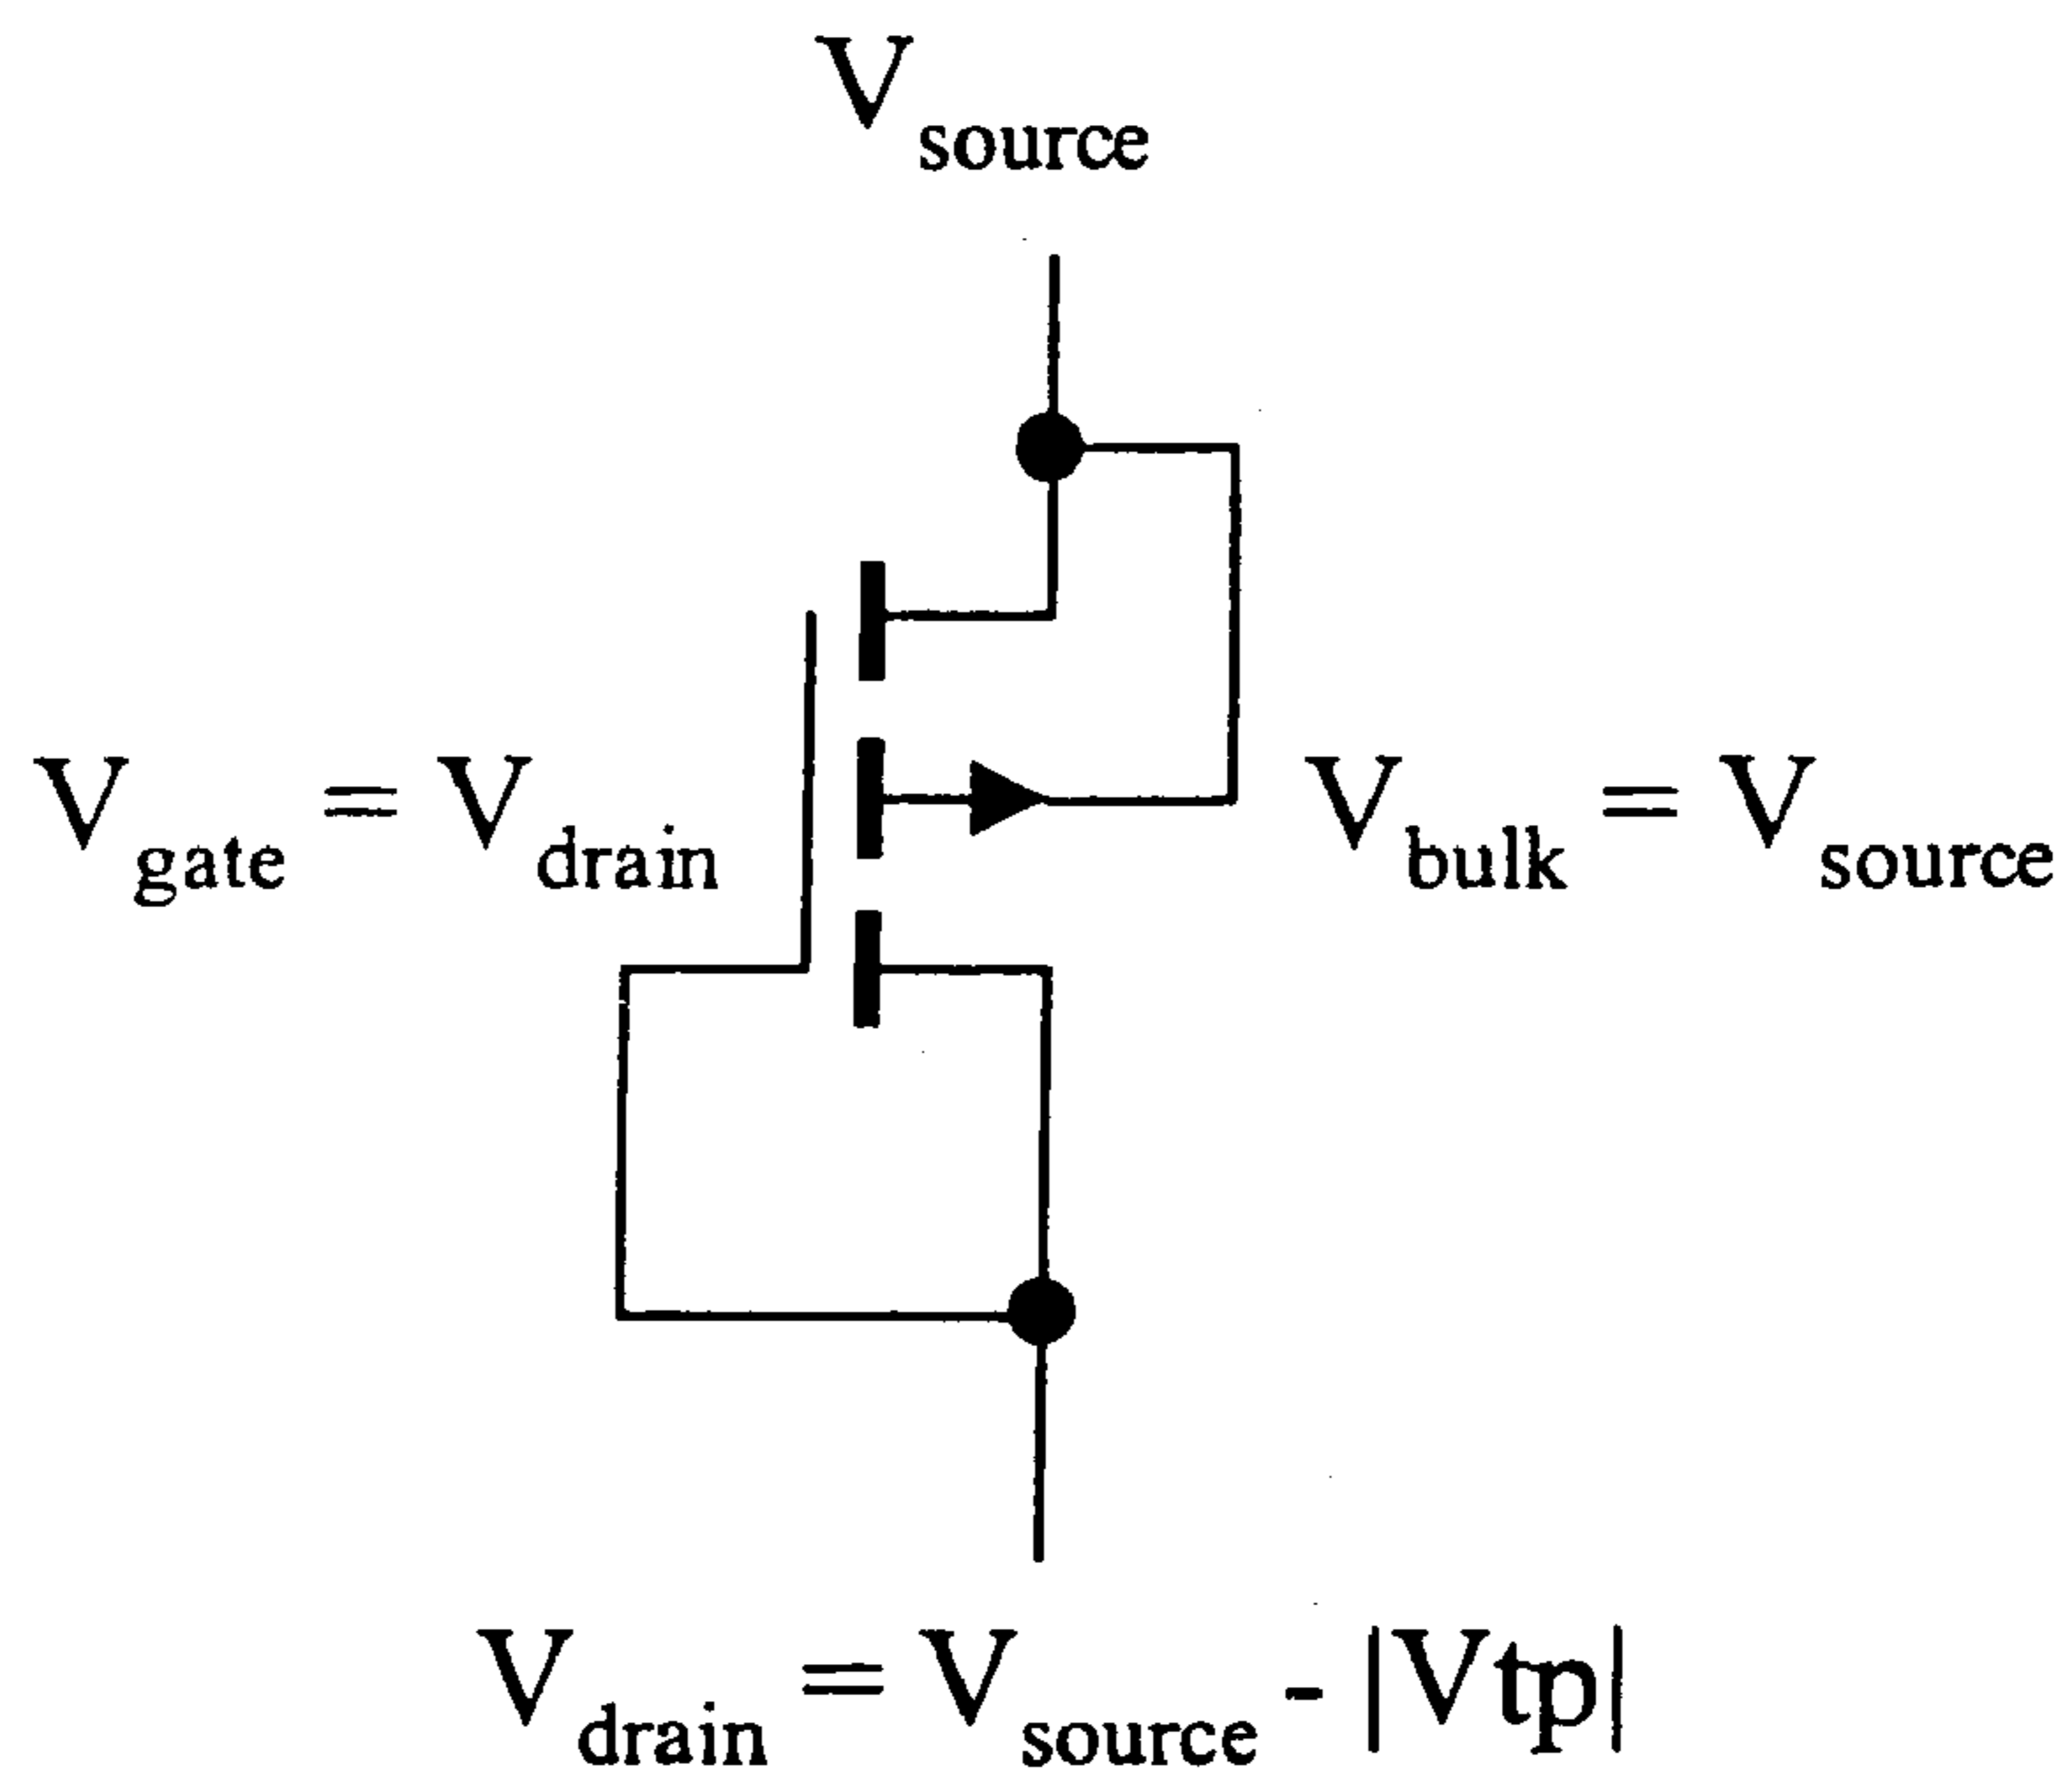 V_source
V_gate = V_drain
V_bulk = V_source
V_drain = V_source - |Vtp|